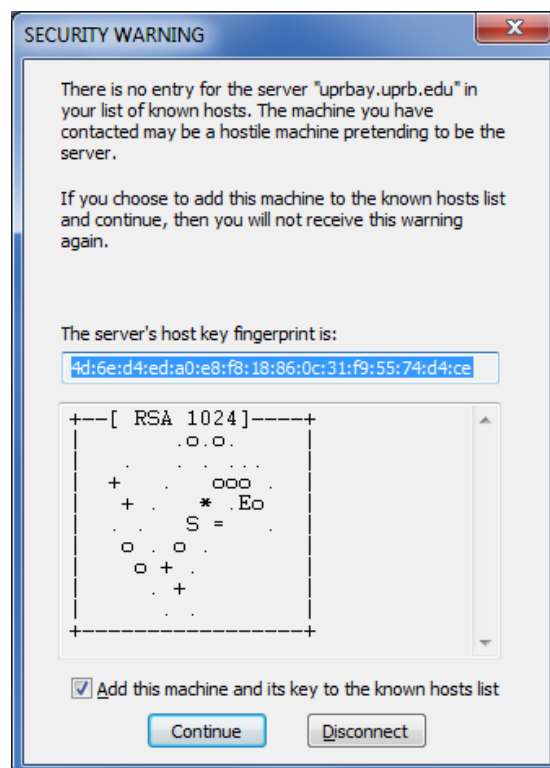 SECURITY WARNING
There is no entry for the server "uprbay.uprb.edu" in
your list of known hosts. The machine you have
contacted may be a hostile machine pretending to be the
server.
If you choose to add this machine to the known hosts list
and continue, then you will not receive this warning
again.
The server's host key fingerprint is:
4d:6e:d4:ed:a0:e8:f8:18:86:0c:31:f9:55:74:d4:ce
+--[ RSA 1024]----+
|        .o.o.    |
|    .   . . ...  |
|   +   .   ooo . |
|    + .   * .Eo  |
|   . .   S =   . |
|    o . o .      |
|     o + .       |
|      . +        |
|       . .       |
+-----------------+
Add this machine and its key to the known hosts list
Continue
Disconnect